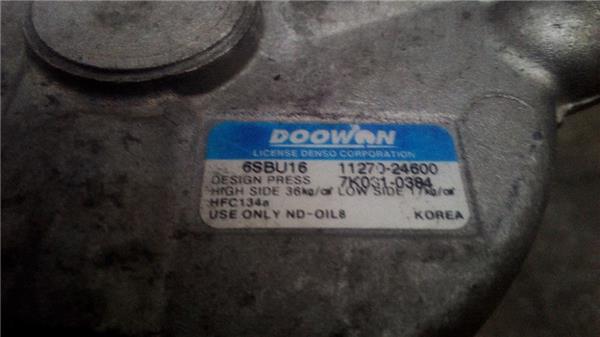 DOOWON
LICENSE DENSO CORPORATION
6SBU16 11270-24600
DESIGN PRESS 7K031-0384
HIGH SIDE 36kg/cm² LOW SIDE 17kg/cm²
HFC134a
USE ONLY ND-OIL8 KOREA